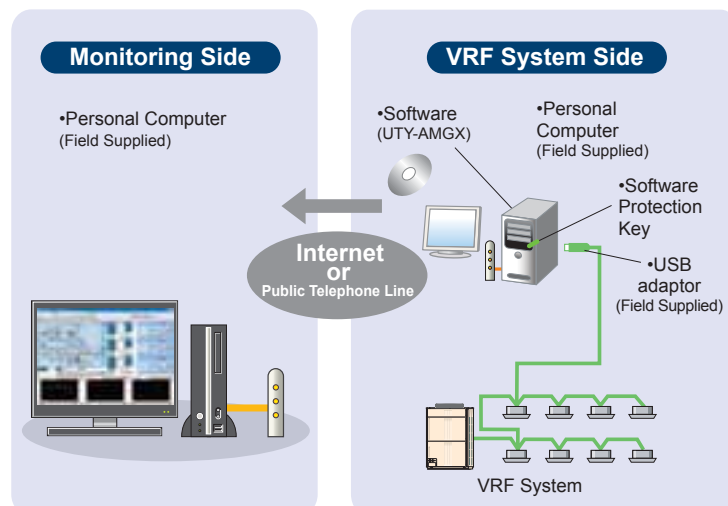 Monitoring Side
•Personal Computer
(Field Supplied)
Internet
or
Public Telephone Line
VRF System Side
•Software
(UTY-AMGX)
•Personal
Computer
(Field Supplied)
•Software
Protection
Key
•USB
adaptor
(Field Supplied)
VRF System